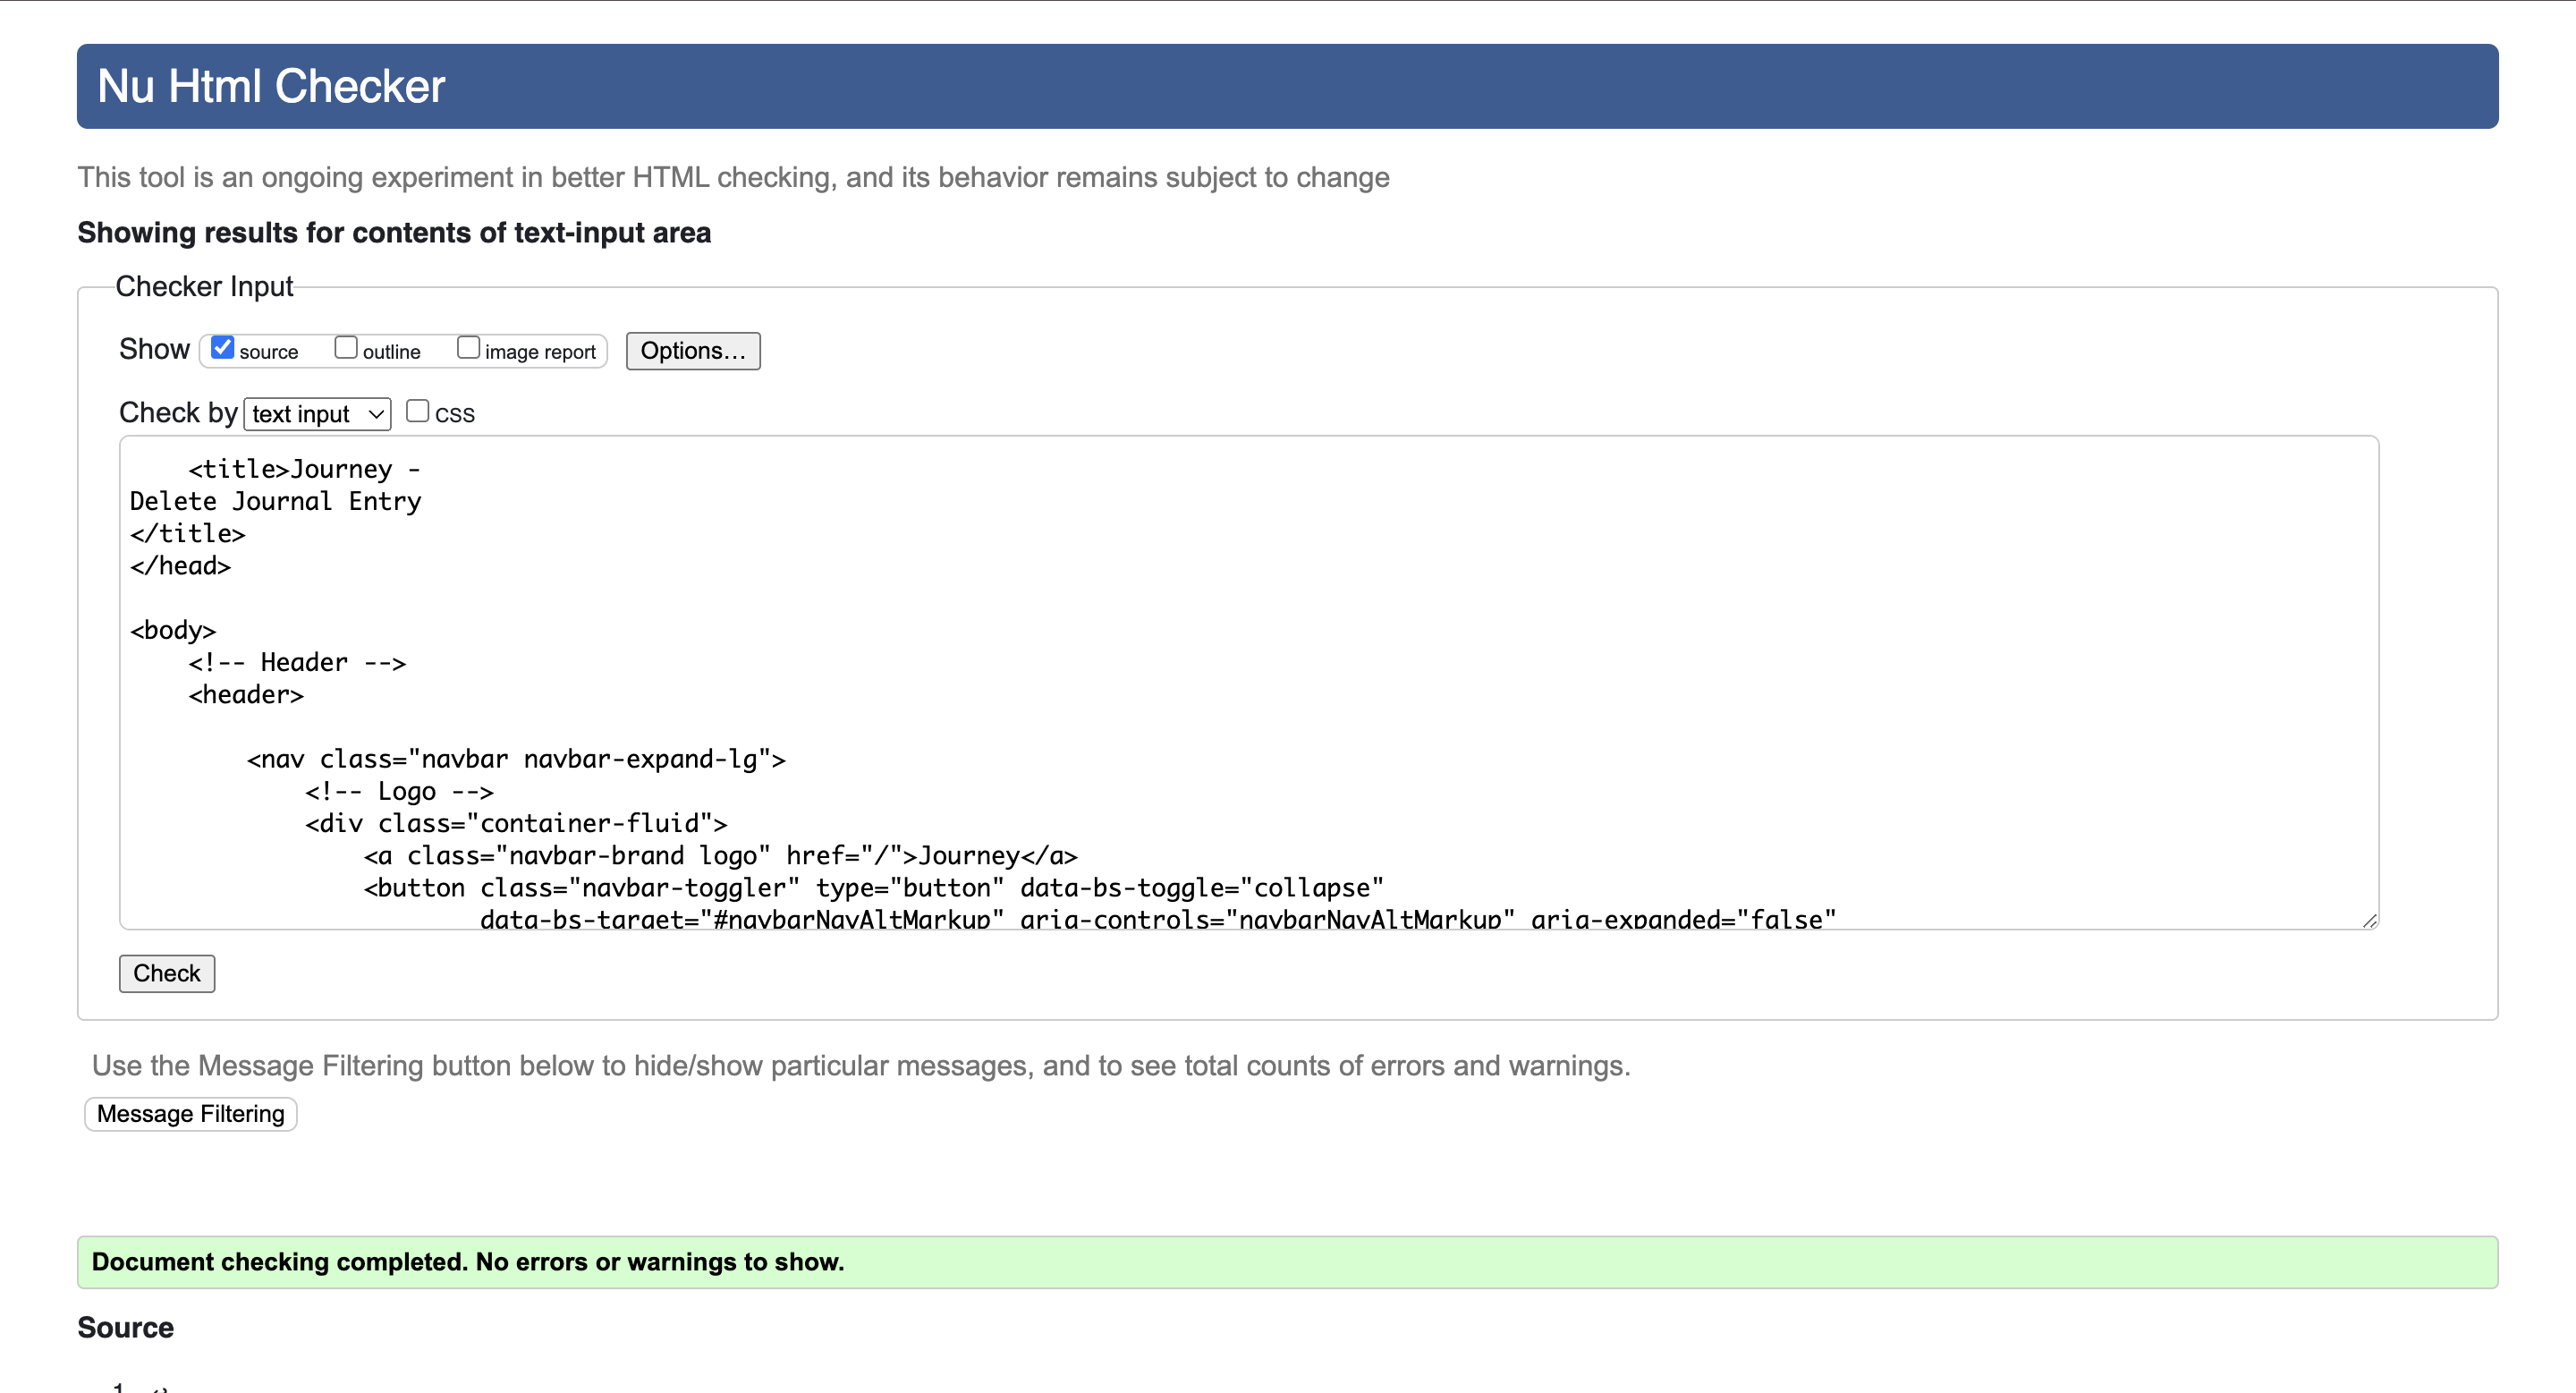 Nu Html Checker
This tool is an ongoing experiment in better HTML checking, and its behavior remains subject to change
Showing results for contents of text-input area
Checker Input
Show source outline image report Options...
Check by text input CSS
<title>Journey -
Delete Journal Entry
</title>
</head>
<body>
<!-- Header -->
<header>
<nav class="navbar navbar-expand-lg">
<!-- Logo -->
<div class="container-fluid">
<a class="navbar-brand logo" href="/">Journey</a>
<button class="navbar-toggler" type="button" data-bs-toggle="collapse"
data-bs-target="#navbarNavAltMarkup" aria-controls="navbarNavAltMarkup" aria-expanded="false"
Check
Use the Message Filtering button below to hide/show particular messages, and to see total counts of errors and warnings.
Message Filtering
Document checking completed. No errors or warnings to show.
Source